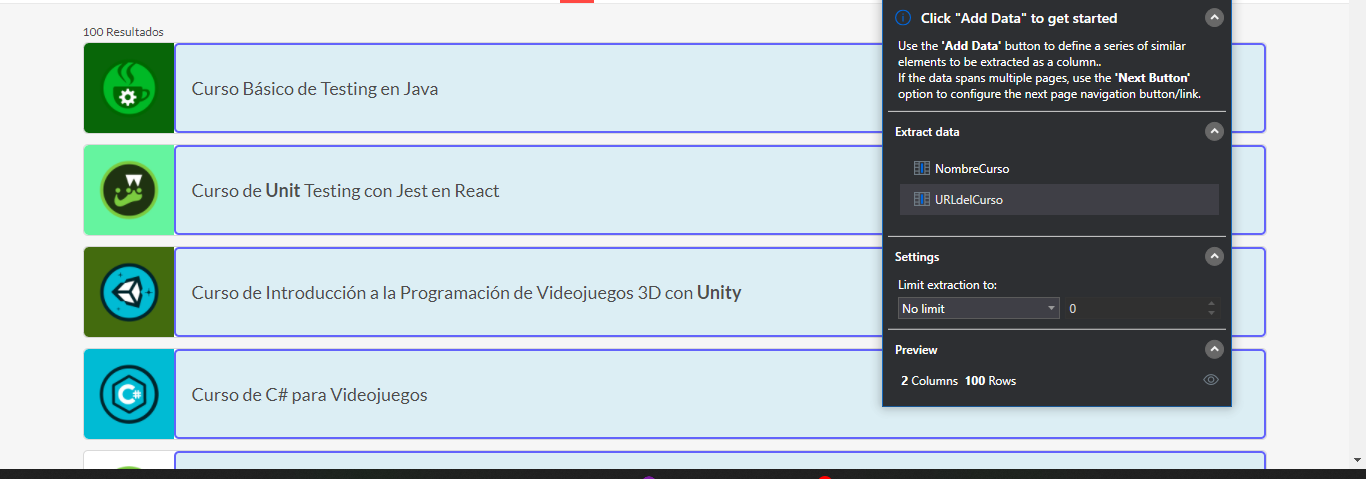 100 Resultados
Curso Básico de Testing en Java
Curso de Unit Testing con Jest en React
Curso de Introducción a la Programación de Videojuegos 3D con Unity
Curso de C# para Videojuegos
Click "Add Data" to get started
Use the 'Add Data' button to define a series of similar
elements to be extracted as a column..
If the data spans multiple pages, use the 'Next Button'
option to configure the next page navigation button/link.
Extract data
NombreCurso
URLdelCurso
Settings
Limit extraction to:
No limit 0
Preview
2 Columns 100 Rows
C#